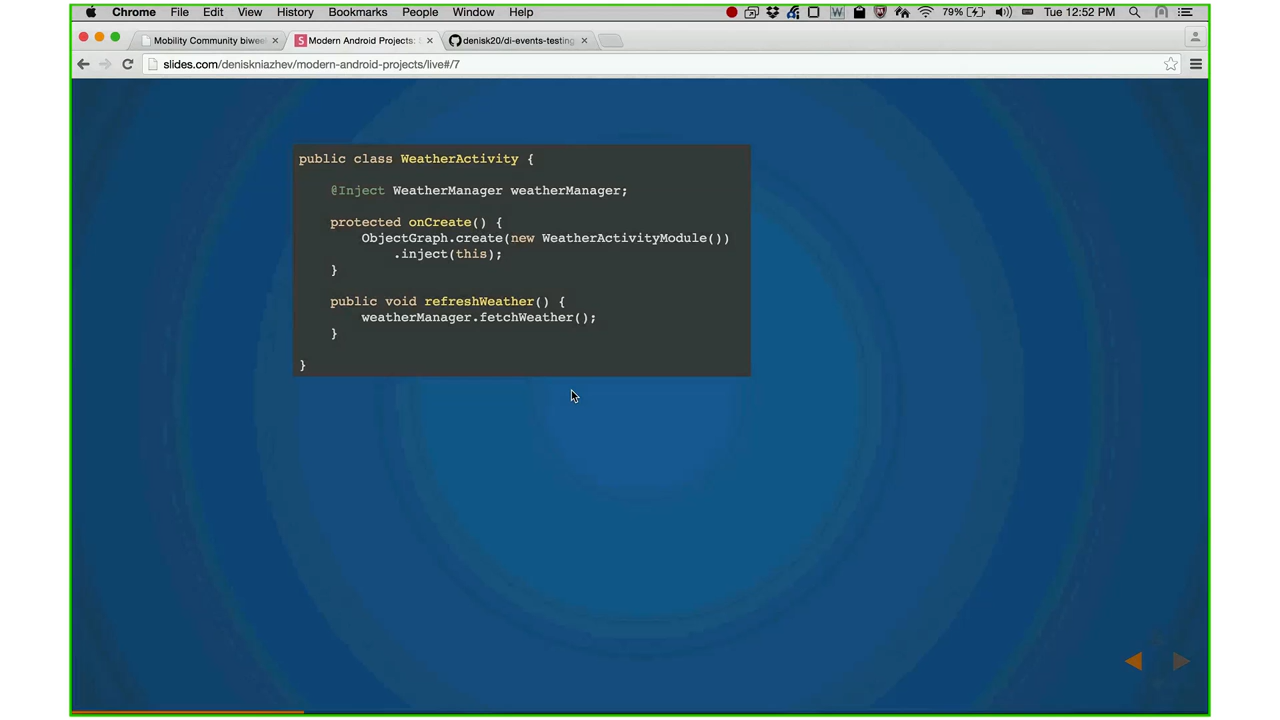 Chrome File Edit View History Bookmarks People Window Help 79% Tue 12:52 PM
Mobility Community biwee Modern Android Projects: denisk20/di-events-testing
slides.com/deniskniazhev/modern-android-projects/live#/7
public class WeatherActivity {
@Inject WeatherManager weatherManager;
protected onCreate() {
ObjectGraph.create(new WeatherActivityModule())
.inject(this);
}
public void refreshWeather() {
weatherManager.fetchWeather();
}
}